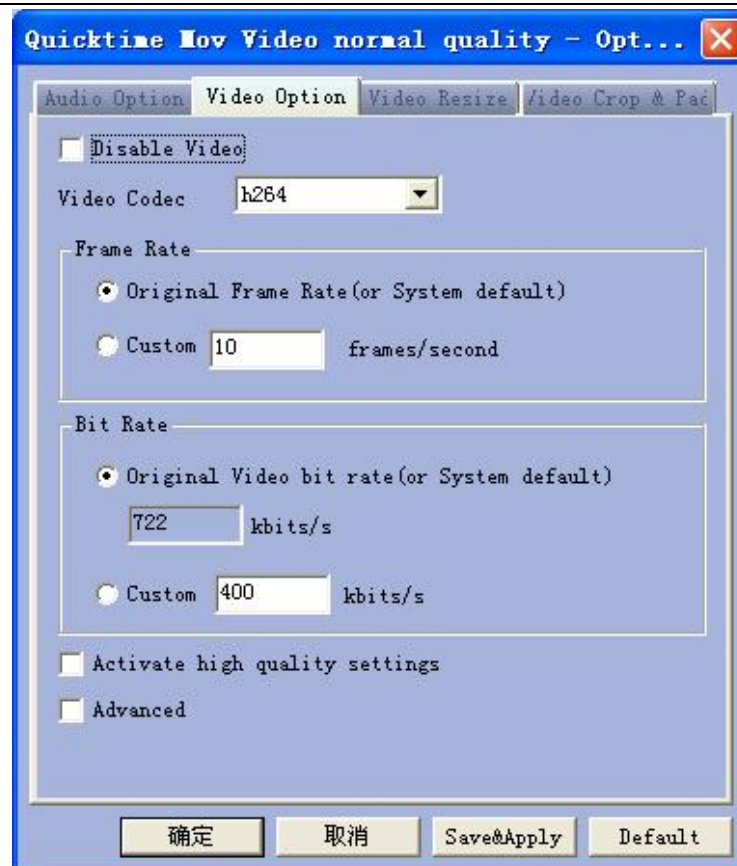 Quicktime Mov Video normal quality - Opt...
Audio Option Video Option Video Resize Video Crop & Pad
Disable Video
Video Codec h264
Frame Rate
Original Frame Rate(or System default)
Custom 10 frames/second
Bit Rate
Original Video bit rate(or System default)
722 kbits/s
Custom 400 kbits/s
Activate high quality settings
Advanced
确定 取消 Save&Apply Default